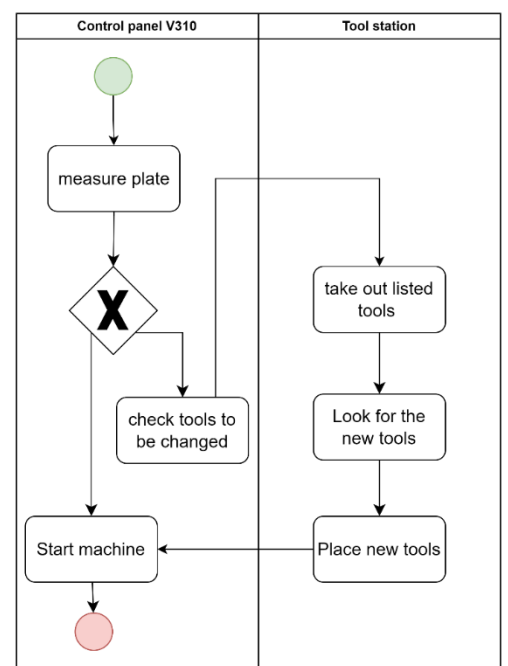 Control panel V310
Tool station
measure plate
take out listed
tools
check tools to
be changed
Look for the
new tools
Start machine
Place new tools